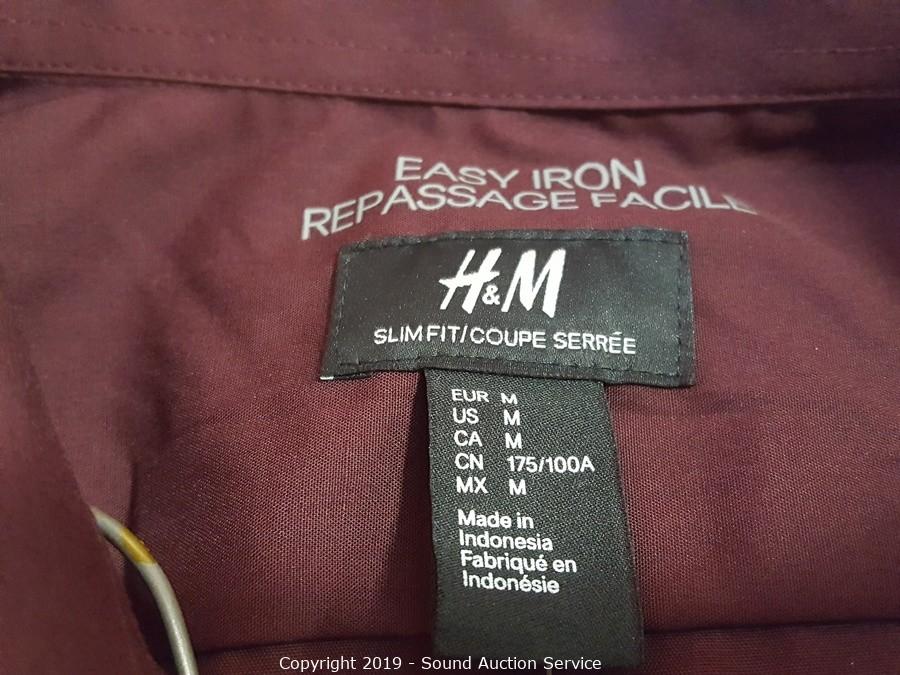 EASY IRON
REPASSAGE FACILE
H&M
SLIM FIT/COUPE SERRÉE
EUR M
US M
CA M
CN 175/100A
MX M
Made in
Indonesia
Fabriqué en
Indonésie
Copyright 2019 - Sound Auction Service